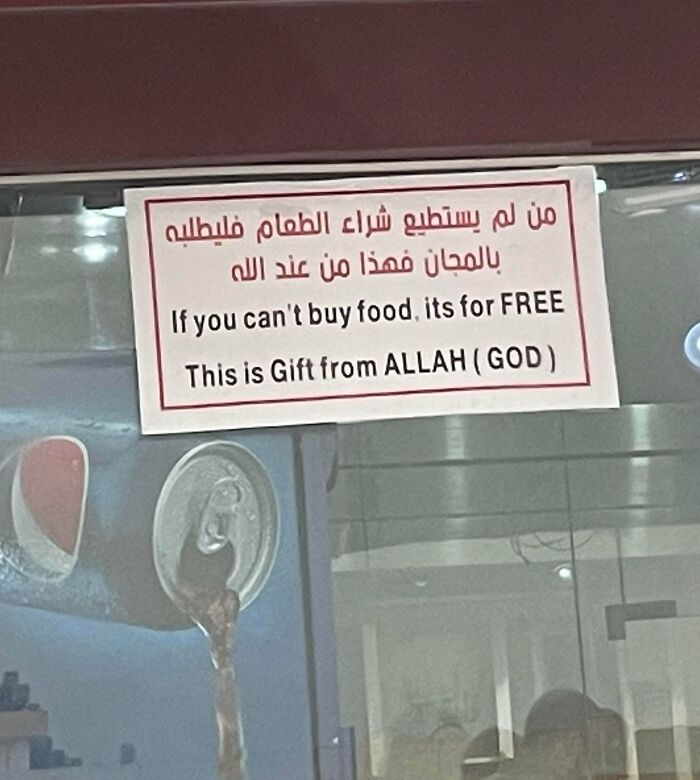 من لم يستطيع شراء الطعام فليطلبه
بالمجان فهذا من عند الله
If you can't buy food, its for FREE
This is Gift from ALLAH ( GOD )